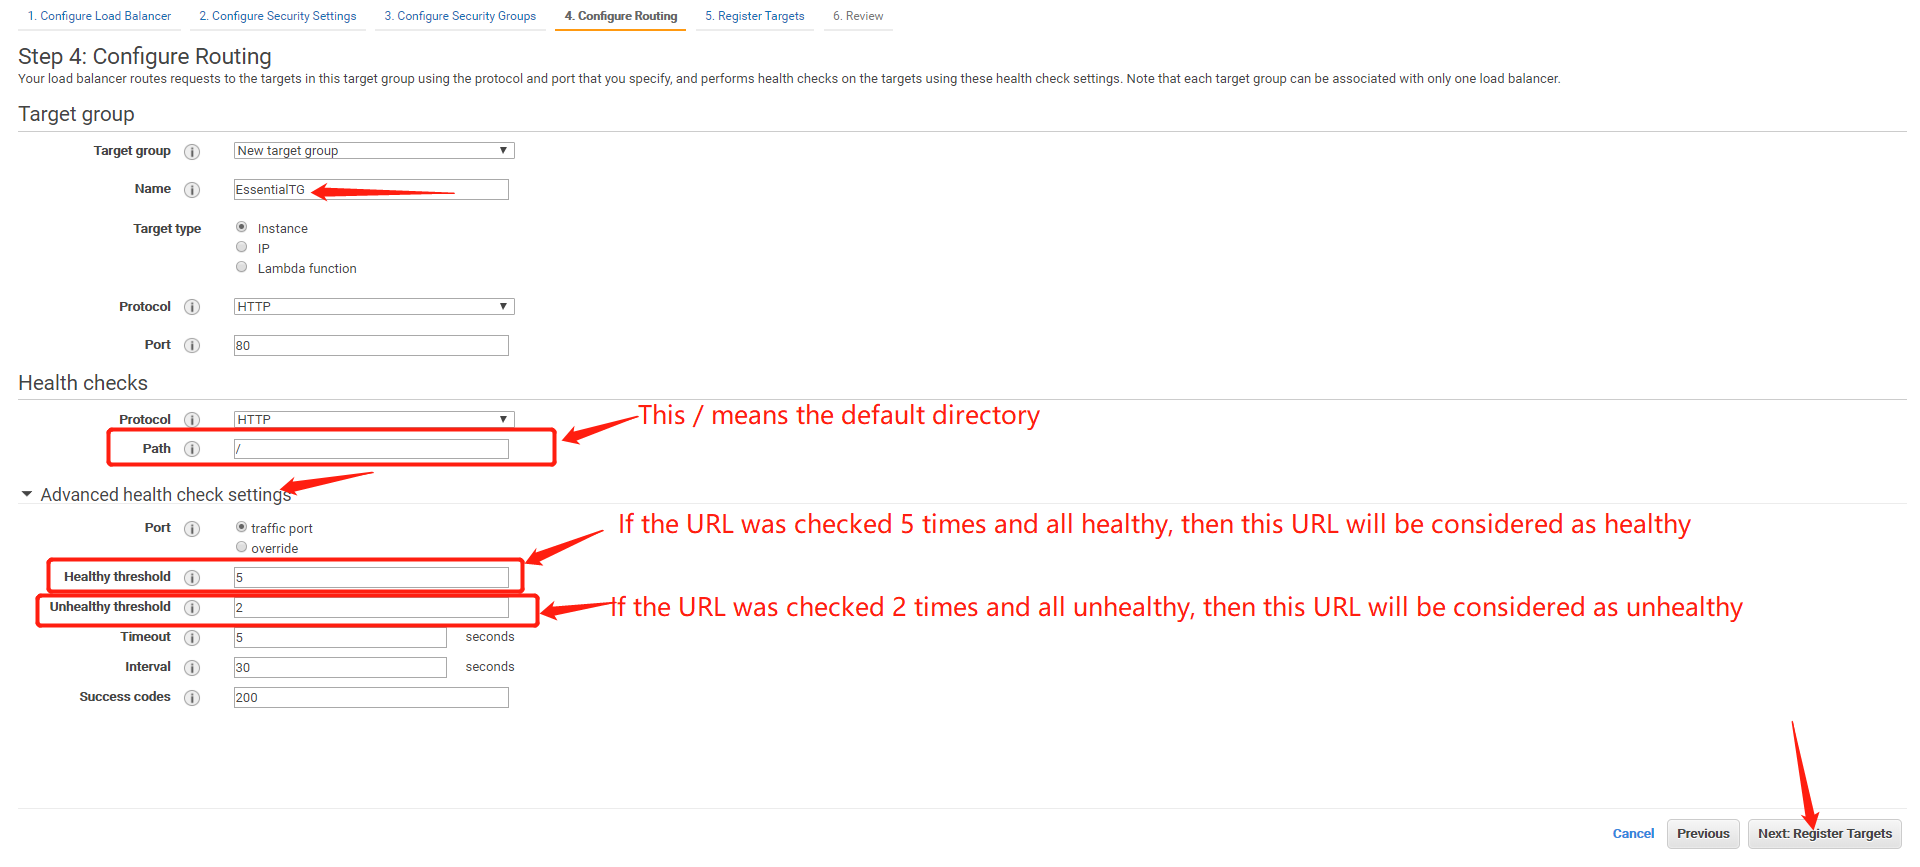 1. Configure Load Balancer 2. Configure Security Settings 3. Configure Security Groups 4. Configure Routing 5. Register Targets 6. Review
Step 4: Configure Routing
Your load balancer routes requests to the targets in this target group using the protocol and port that you specify, and performs health checks on the targets using these health check settings. Note that each target group can be associated with only one load balancer.
Target group
Target group i New target group
Name i EssentialTG
Target type Instance
IP
Lambda function
Protocol i HTTP
Port i 80
Health checks
Protocol i HTTP
This / means the default directory
Path i /
Advanced health check settings
Port i traffic port
override
If the URL was checked 5 times and all healthy, then this URL will be considered as healthy
Healthy threshold i 5
Unhealthy threshold i 2
If the URL was checked 2 times and all unhealthy, then this URL will be considered as unhealthy
Timeout i 5 seconds
Interval i 30 seconds
Success codes i 200
Cancel Previous Next: Register Targets